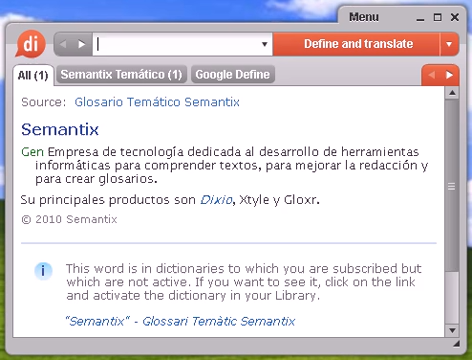 Menu
di
Define and translate
All (1)
Semantix Temático (1)
Google Define
Source: Glosario Temático Semantix
Semantix
Gen Empresa de tecnología dedicada al desarrollo de herramientas
informáticas para comprender textos, para mejorar la redacción y
para crear glosarios.
Su principales productos son Dixio, Xtyle y Gloxr.
© 2010 Semantix
i
This word is in dictionaries to which you are subscribed but
which are not active. If you want to see it, click on the link
and activate the dictionary in your Library.
"Semantix" - Glossari Temàtic Semantix